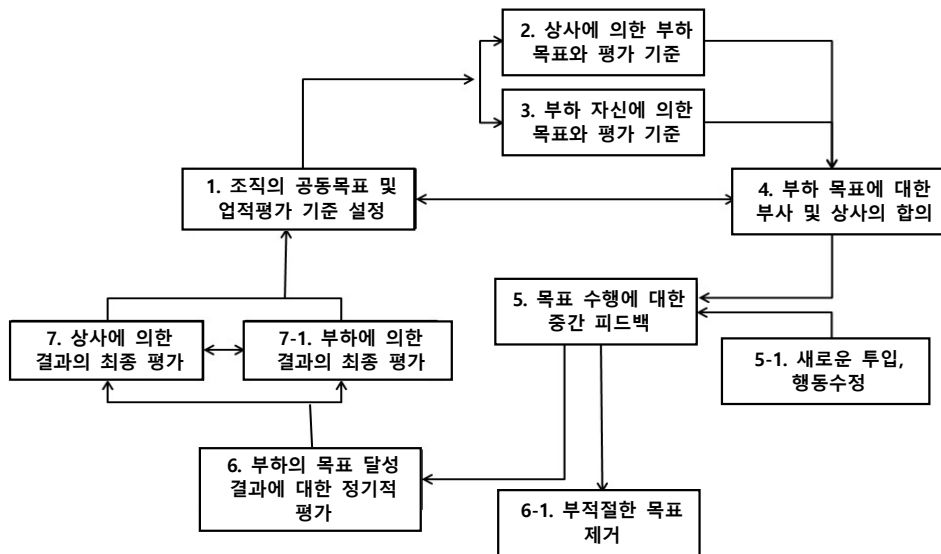 2. 상사에 의한 부하
목표와 평가 기준
3. 부하 자신에 의한
목표와 평가 기준
1. 조직의 공동목표 및
업적평가 기준 설정
4. 부하 목표에 대한
부사 및 상사의 합의
5. 목표 수행에 대한
중간 피드백
7. 상사에 의한
결과의 최종 평가
7-1. 부하에 의한
결과의 최종 평가
5-1. 새로운 투입,
행동수정
6. 부하의 목표 달성
결과에 대한 정기적
평가
6-1. 부적절한 목표
제거